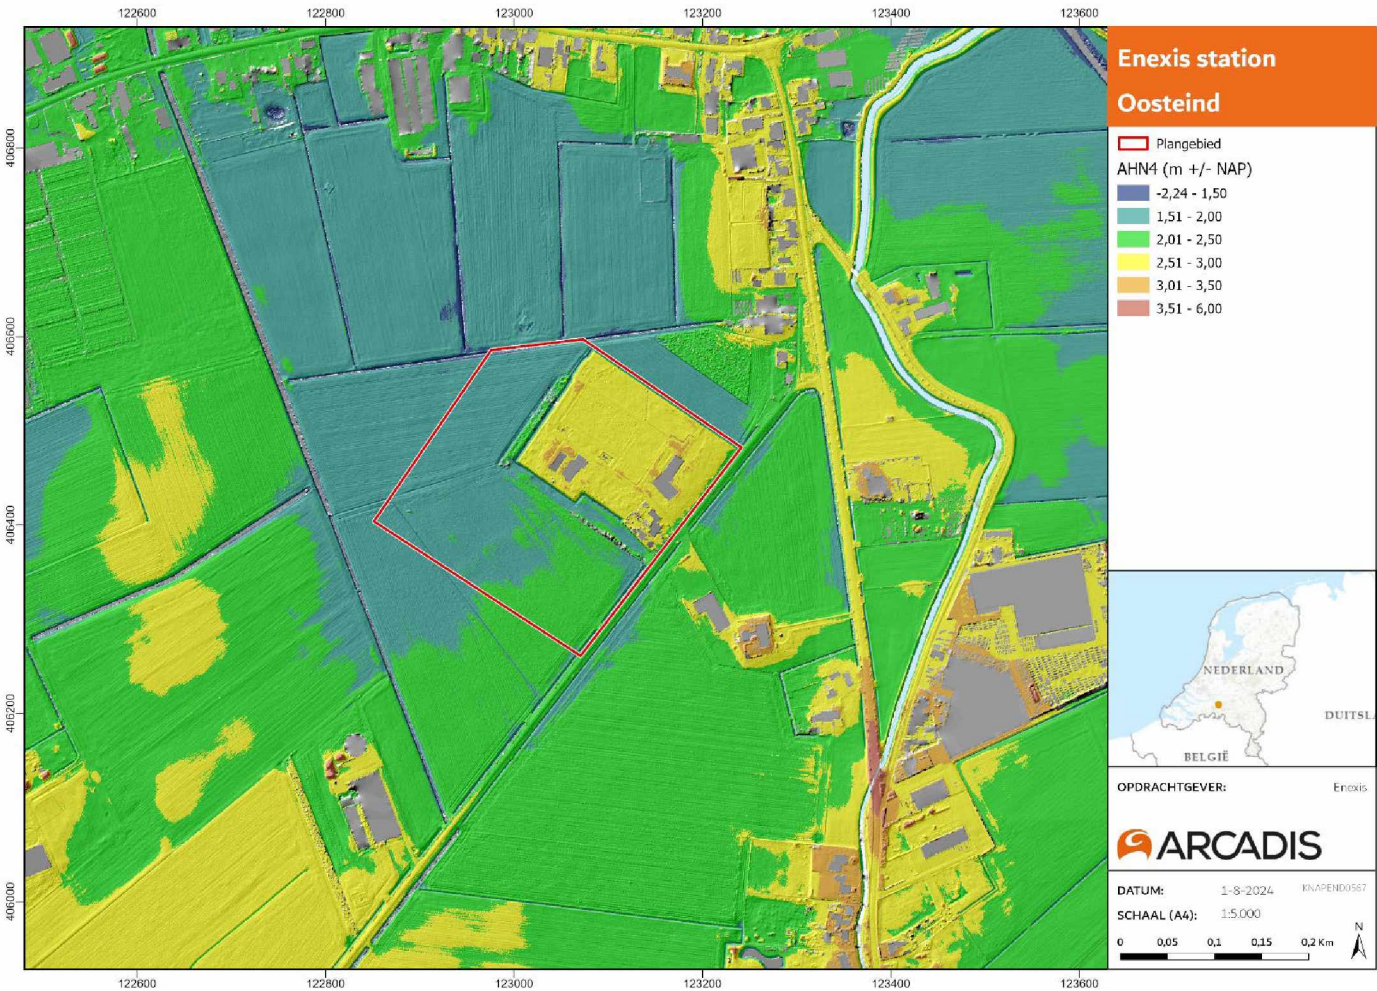 122600 122800 123000 123200 123400 123600
406800
406600
406400
406200
406000
122600 122800 123000 123200 123400 123600
Enexis station
Oosteind
Plangebied
AHN4 (m +/- NAP)
-2,24 - 1,50
1,51 - 2,00
2,01 - 2,50
2,51 - 3,00
3,01 - 3,50
3,51 - 6,00
NEDERLAND
DUITSL
BELGIË
OPDRACHTGEVER: Enexis
ARCADIS
DATUM: 1-8-2024 KNAPEND0567
SCHAAL (A4): 1:5.000
0 0,05 0,1 0,15 0,2 Km
N